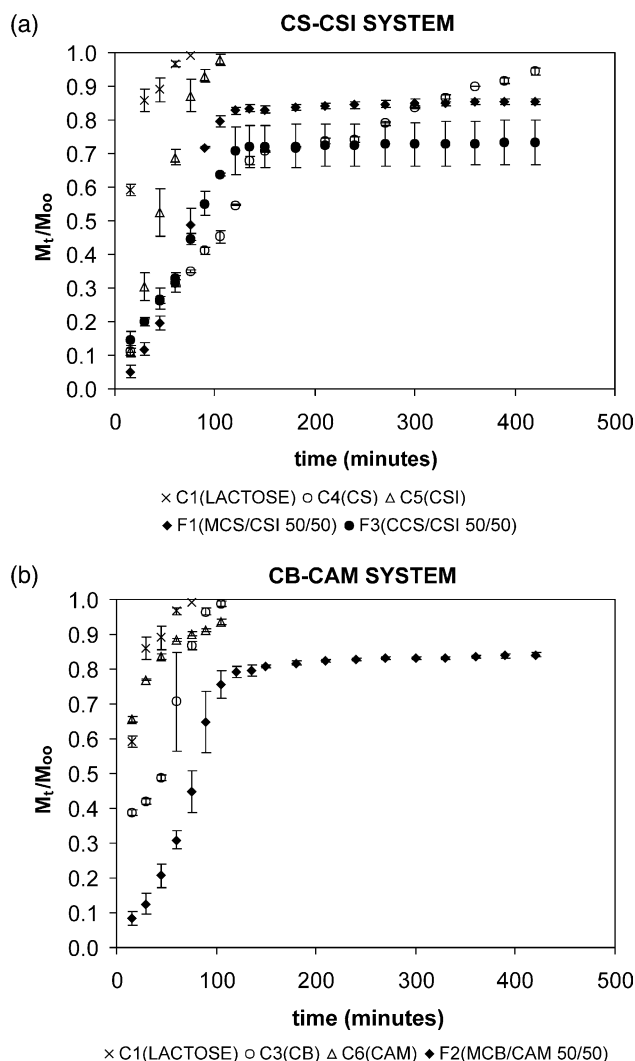 (a)
CS-CSI SYSTEM
1.0
0.9
0.8
0.7
0.6
0.5
0.4
0.3
0.2
0.1
0.0
Mt/Moo
0 100 200 300 400 500
time (minutes)
× C1(LACTOSE) ○ C4(CS) △ C5(CSI)
◆ F1(MCS/CSI 50/50) ● F3(CCS/CSI 50/50)
(b)
CB-CAM SYSTEM
1.0
0.9
0.8
0.7
0.6
0.5
0.4
0.3
0.2
0.1
0.0
Mt/Moo
0 100 200 300 400 500
time (minutes)
× C1(LACTOSE) ○ C3(CB) △ C6(CAM) ◆ F2(MCB/CAM 50/50)